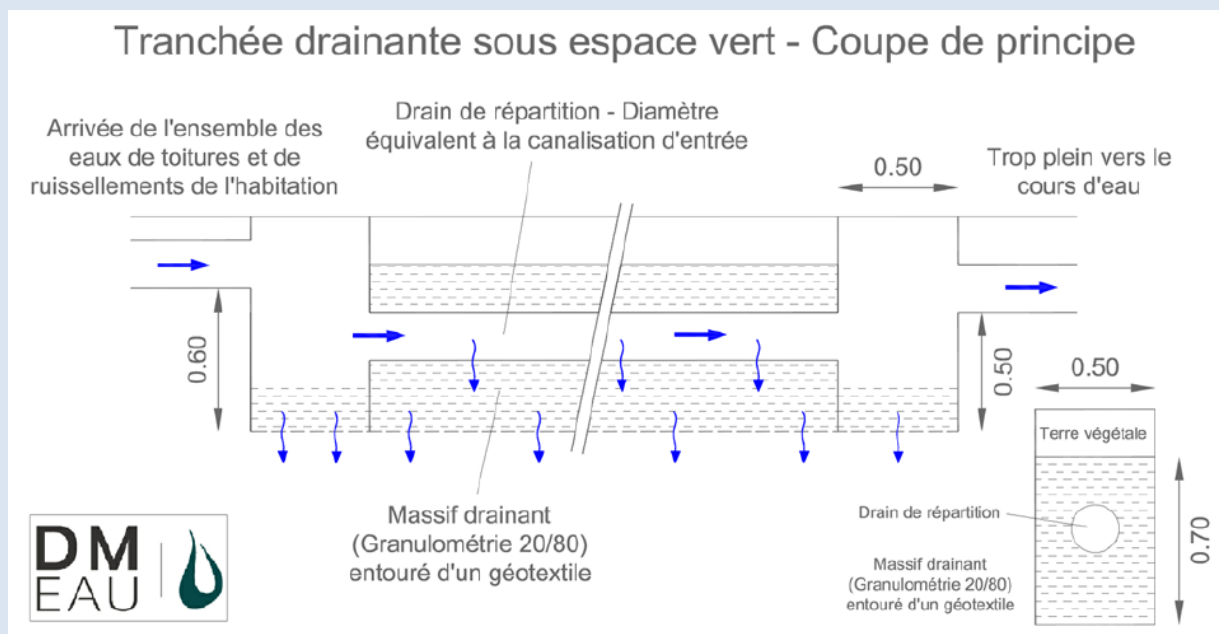 Tranchée drainante sous espace vert - Coupe de principe
Arrivée de l'ensemble des
eaux de toitures et de
ruissellements de l'habitation
Drain de répartition - Diamètre
équivalent à la canalisation d'entrée
0.50
Trop plein vers le
cours d'eau
0.60
0.50
0.50
Terre végétale
Drain de répartition
Massif drainant
(Granulométrie 20/80)
entouré d'un géotextile
0.70
Massif drainant
(Granulométrie 20/80)
entouré d'un géotextile
DM
EAU